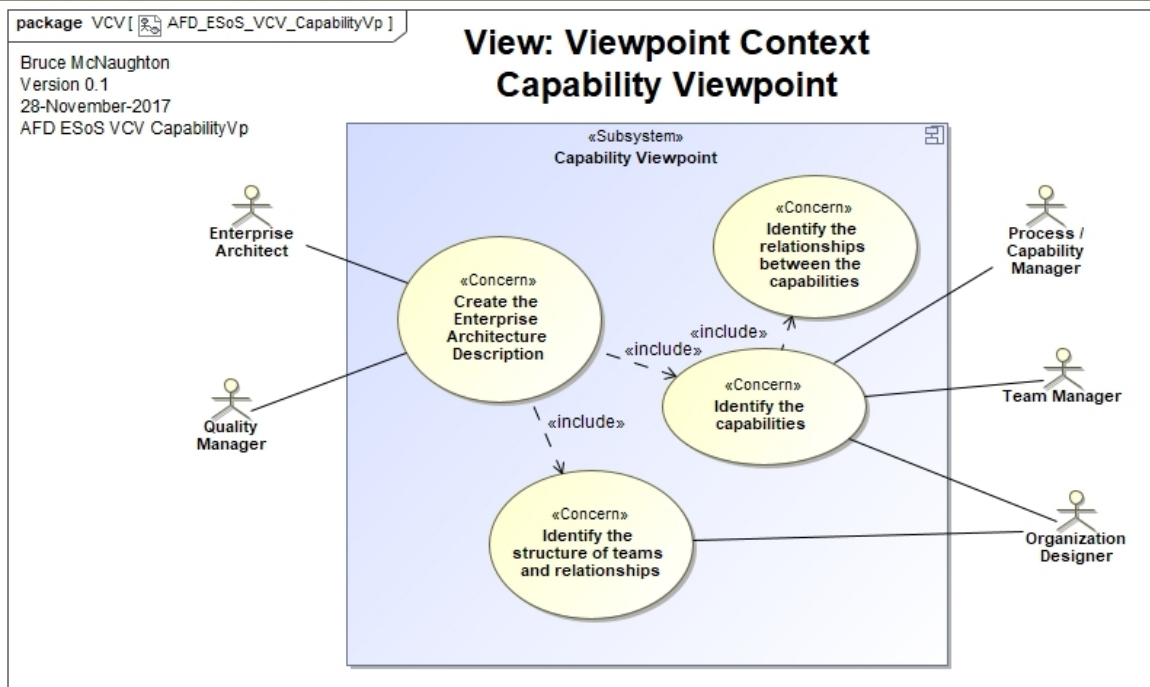 package VCV [ AFD_ESoS_VCV_CapabilityVp ]
View: Viewpoint Context
Capability Viewpoint
Bruce McNaughton
Version 0.1
28-November-2017
AFD ESoS VCV CapabilityVp
«Subsystem»
Capability Viewpoint
Enterprise
Architect
Quality
Manager
«Concern»
Create the
Enterprise
Architecture
Description
«include»
«include»
«include»
«Concern»
Identify the
relationships
between the
capabilities
«Concern»
Identify the
capabilities
«Concern»
Identify the
structure of teams
and relationships
Process /
Capability
Manager
Team Manager
Organization
Designer